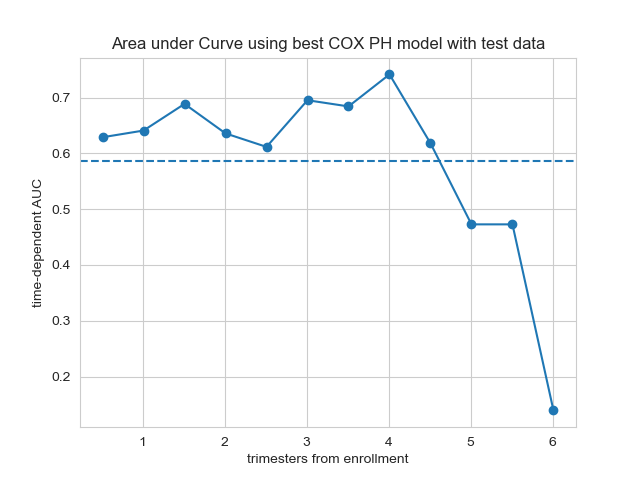 Area under Curve using best COX PH model with test data
time-dependent AUC
0.7
0.6
0.5
0.4
0.3
0.2
1 2 3 4 5 6
trimesters from enrollment